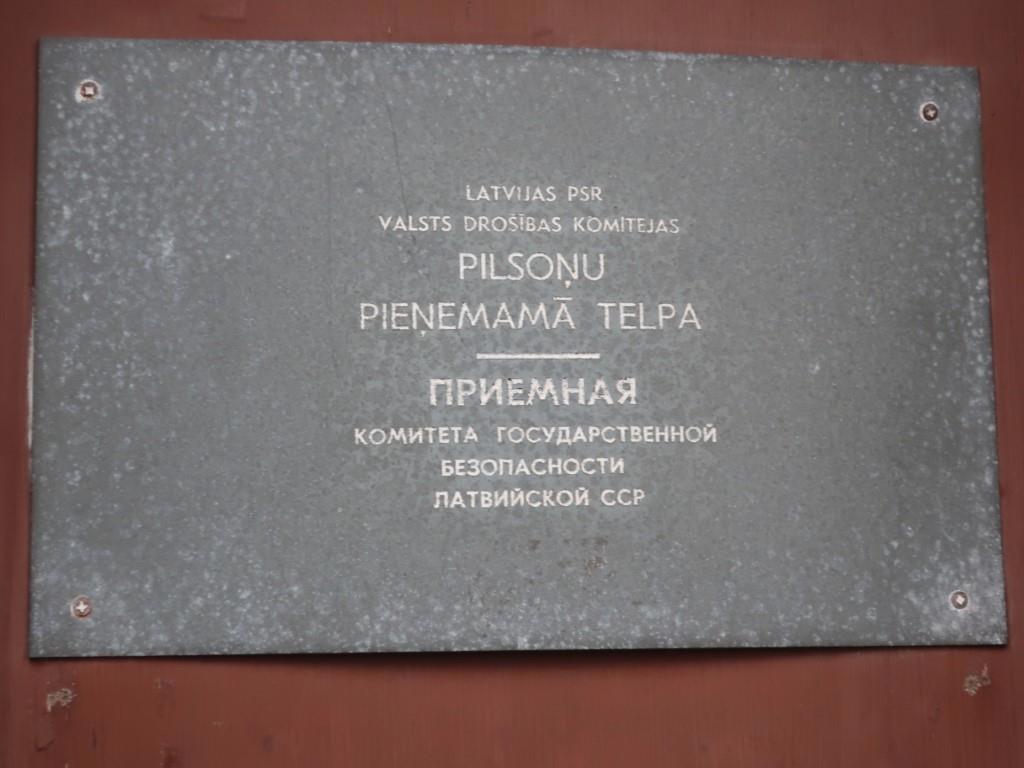 LATVIJAS PSR
VALSTS DROŠĪBAS KOMITEJAS
PILSOŅU
PIEŅEMAMĀ TELPA
ПРИЕМНАЯ
КОМИТЕТА ГОСУДАРСТВЕННОЙ
БЕЗОПАСНОСТИ
ЛАТВИЙСКОЙ ССР